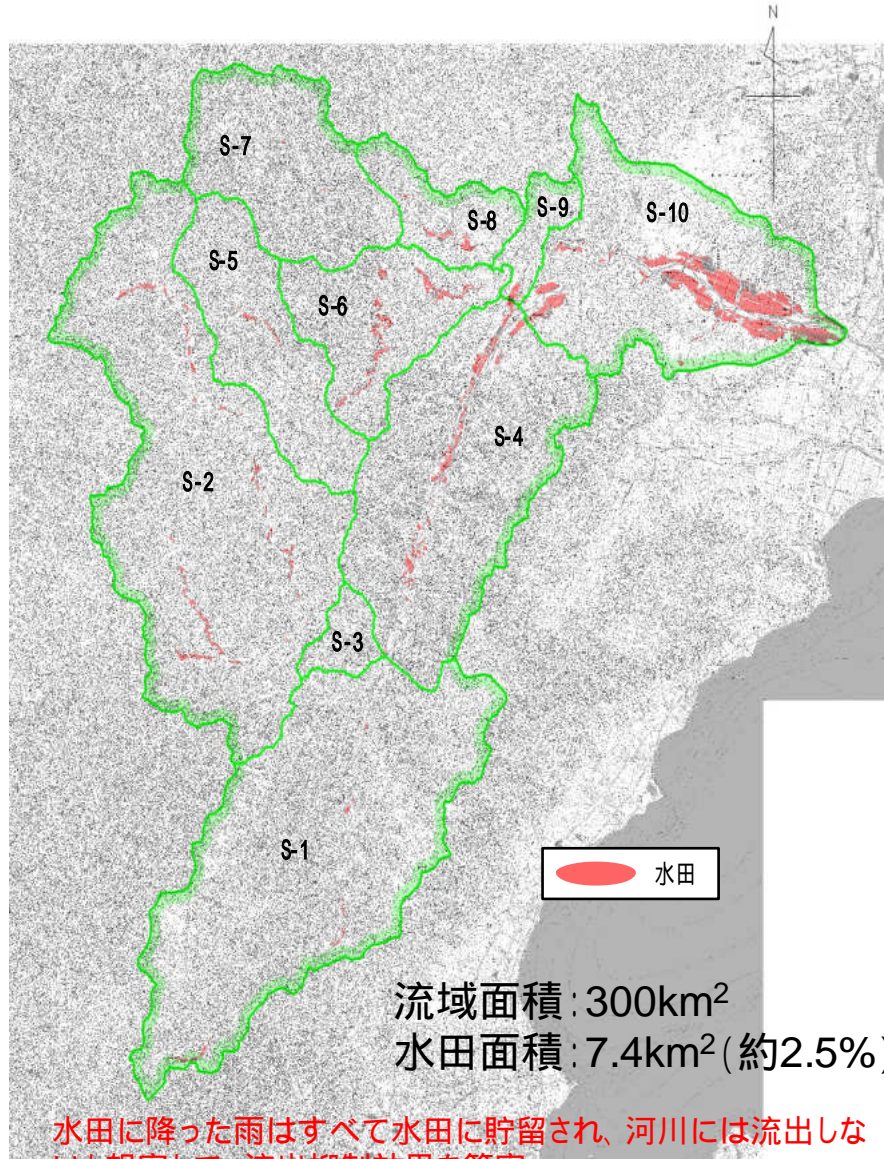 N
S-7
S-8
S-9
S-10
S-5
S-6
S-4
S-2
S-3
S-1
水田
流域面積:300km²
水田面積:7.4km²(約2.5%)
水田に降った雨はすべて水田に貯留され、河川には流出しな